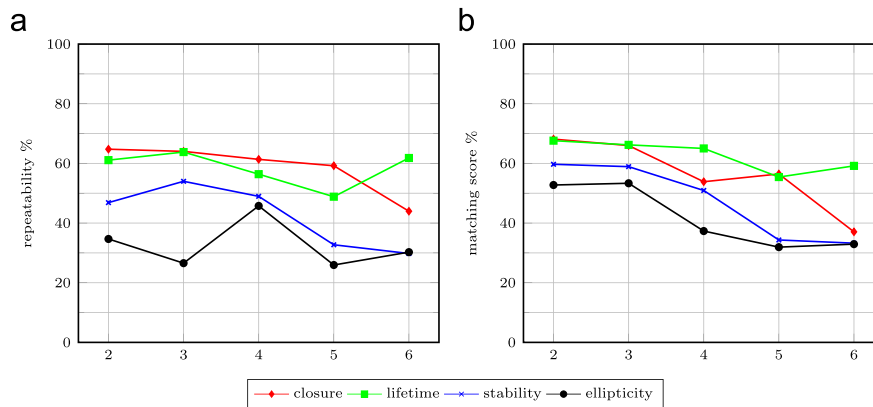 a
b
100
80
60
40
20
0
repeatability %
2 3 4 5 6
100
80
60
40
20
0
matching score %
2 3 4 5 6
closure lifetime stability ellipticity